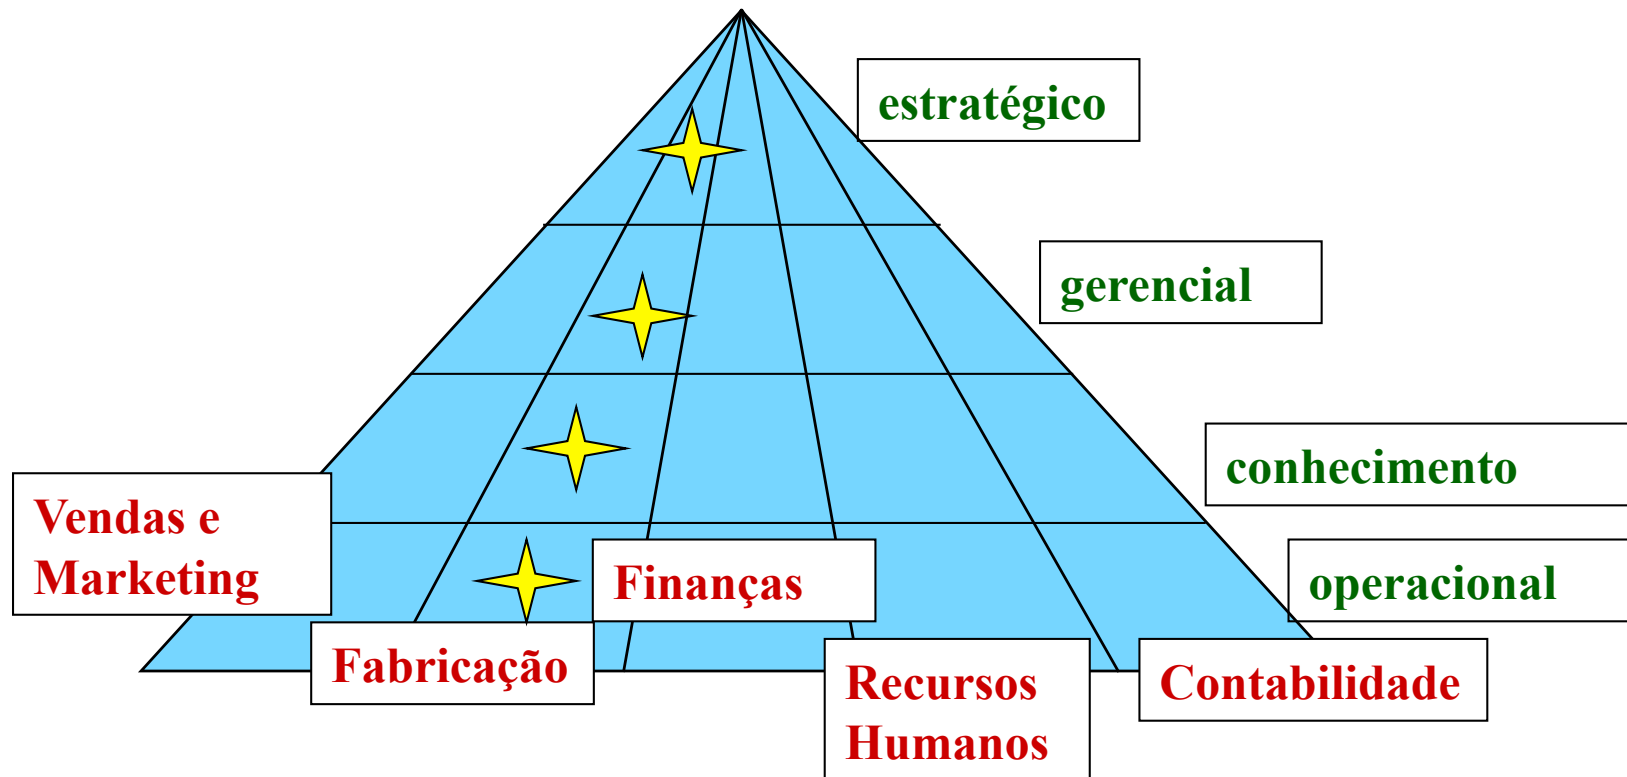 estratégico
gerencial
conhecimento
Vendas e
Marketing
Finanças
operacional
Fabricação
Recursos
Humanos
Contabilidade